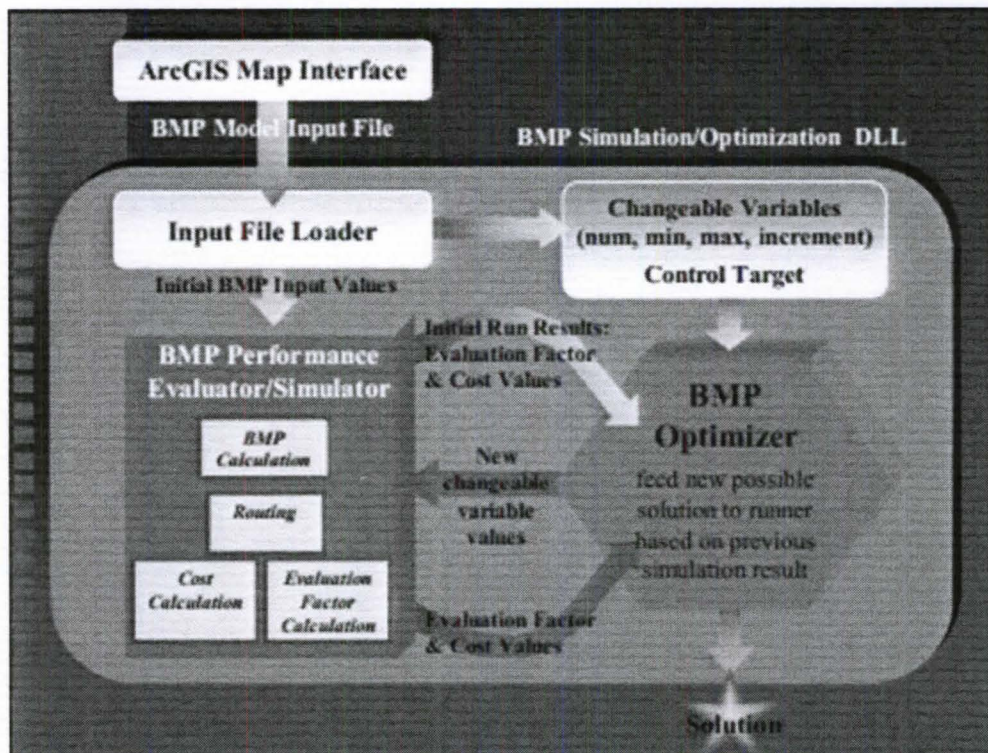 ArcGIS Map Interface
BMP Model Input File
BMP Simulation/Optimization DLL
Input File Loader
Changeable Variables
(num, min, max, increment)
Control Target
Initial BMP Input Values
BMP Performance
Evaluator/Simulator
BMP
Calculation
Routing
Cost
Calculation
Evaluation
Factor
Calculation
Initial Run Results:
Evaluation Factor
& Cost Values
New
changeable
variable
values
Evaluation Factor
& Cost Values
BMP
Optimizer
feed new possible
solution to runner
based on previous
simulation result
Solution